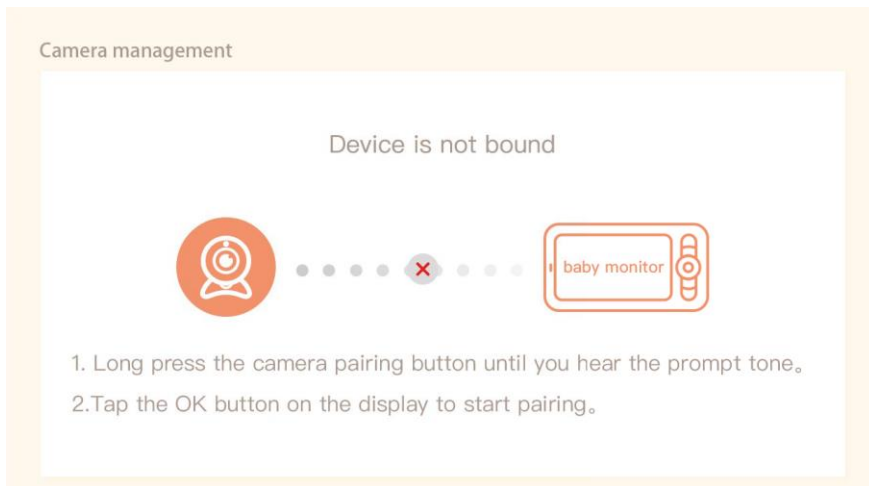 Camera management
Device is not bound
baby monitor
1. Long press the camera pairing button until you hear the prompt tone。
2.Tap the OK button on the display to start pairing。